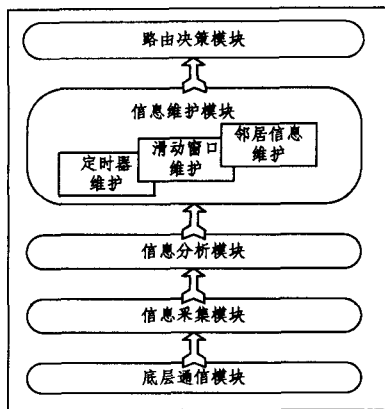 路由决策模块
信息维护模块
邻居信息
维护
滑动窗口
维护
定时器
维护
信息分析模块
信息采集模块
底层通信模块